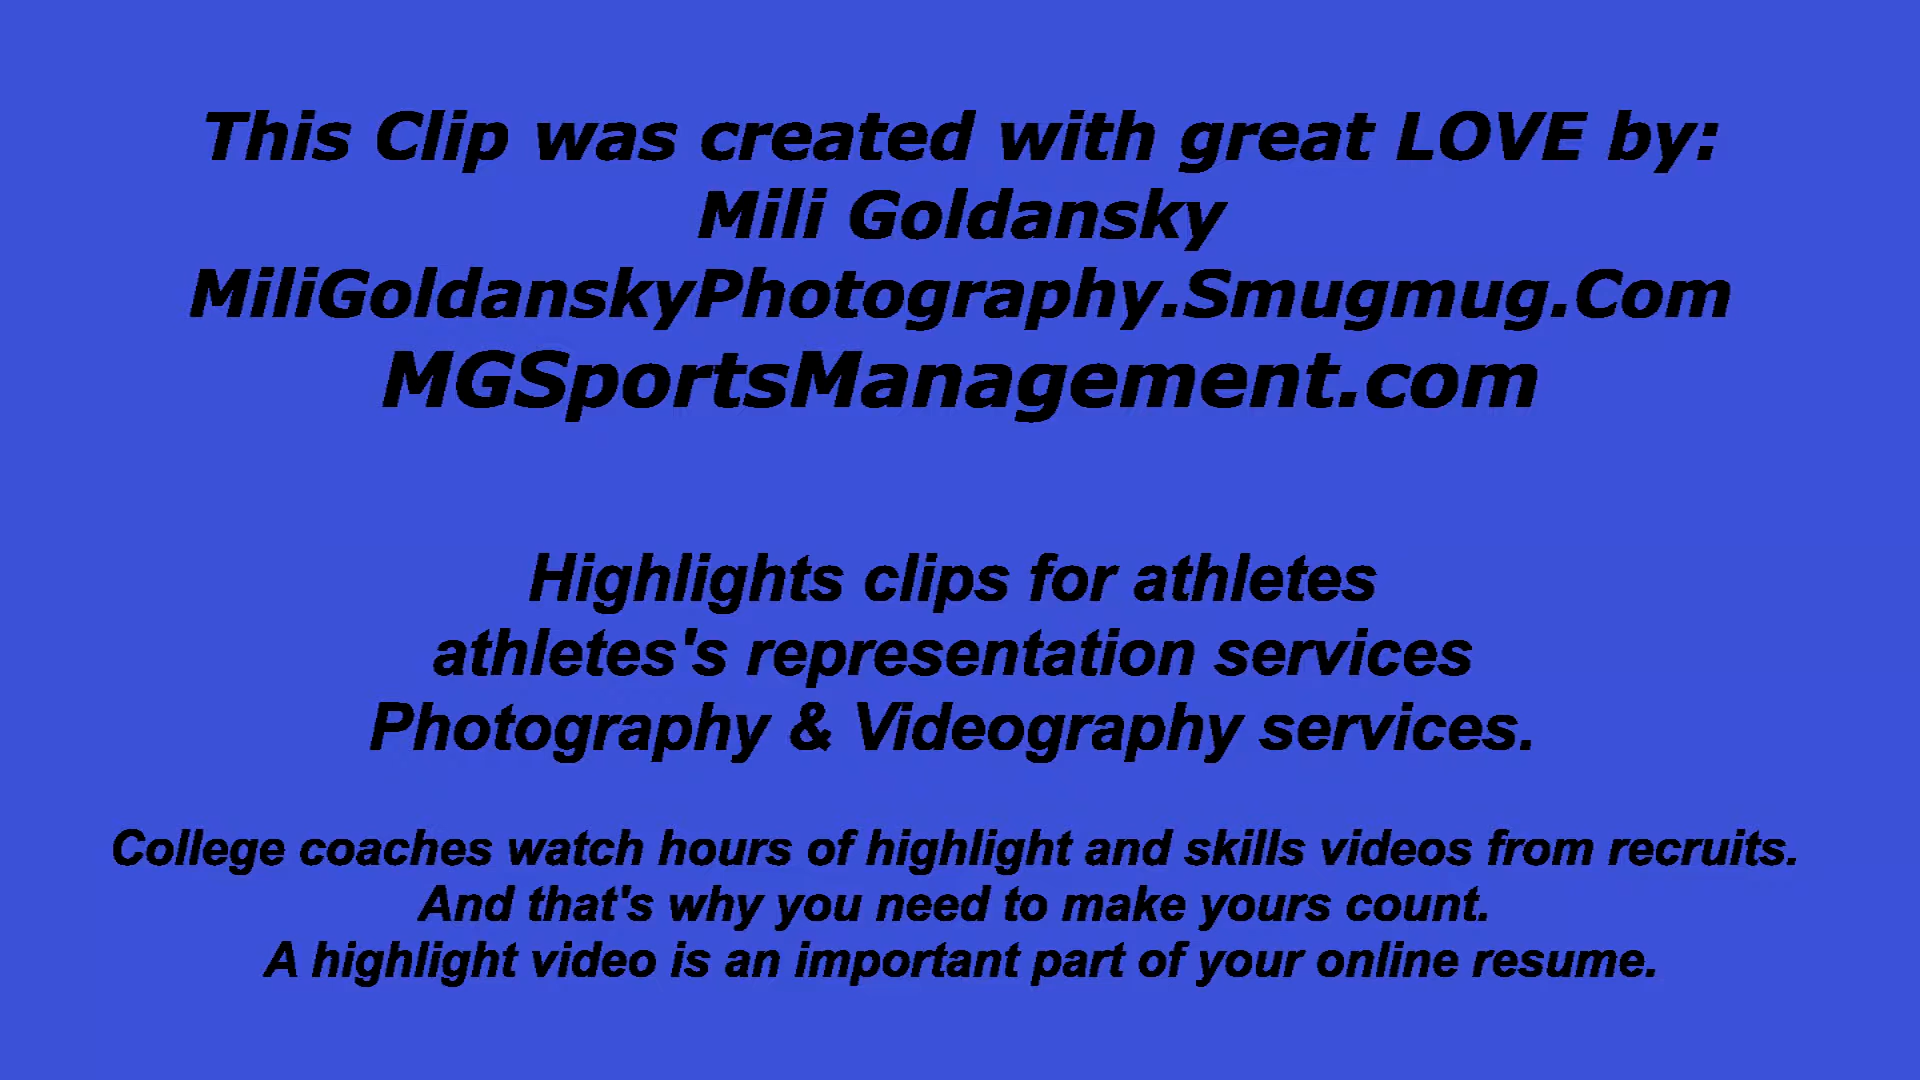 This Clip was created with great LOVE by:
Mili Goldansky
MiliGoldanskyPhotography.Smugmug.Com
MGSportsManagement.com
Highlights clips for athletes
athletes's representation services
Photography & Videography services.
College coaches watch hours of highlight and skills videos from recruits.
And that's why you need to make yours count.
A highlight video is an important part of your online resume.